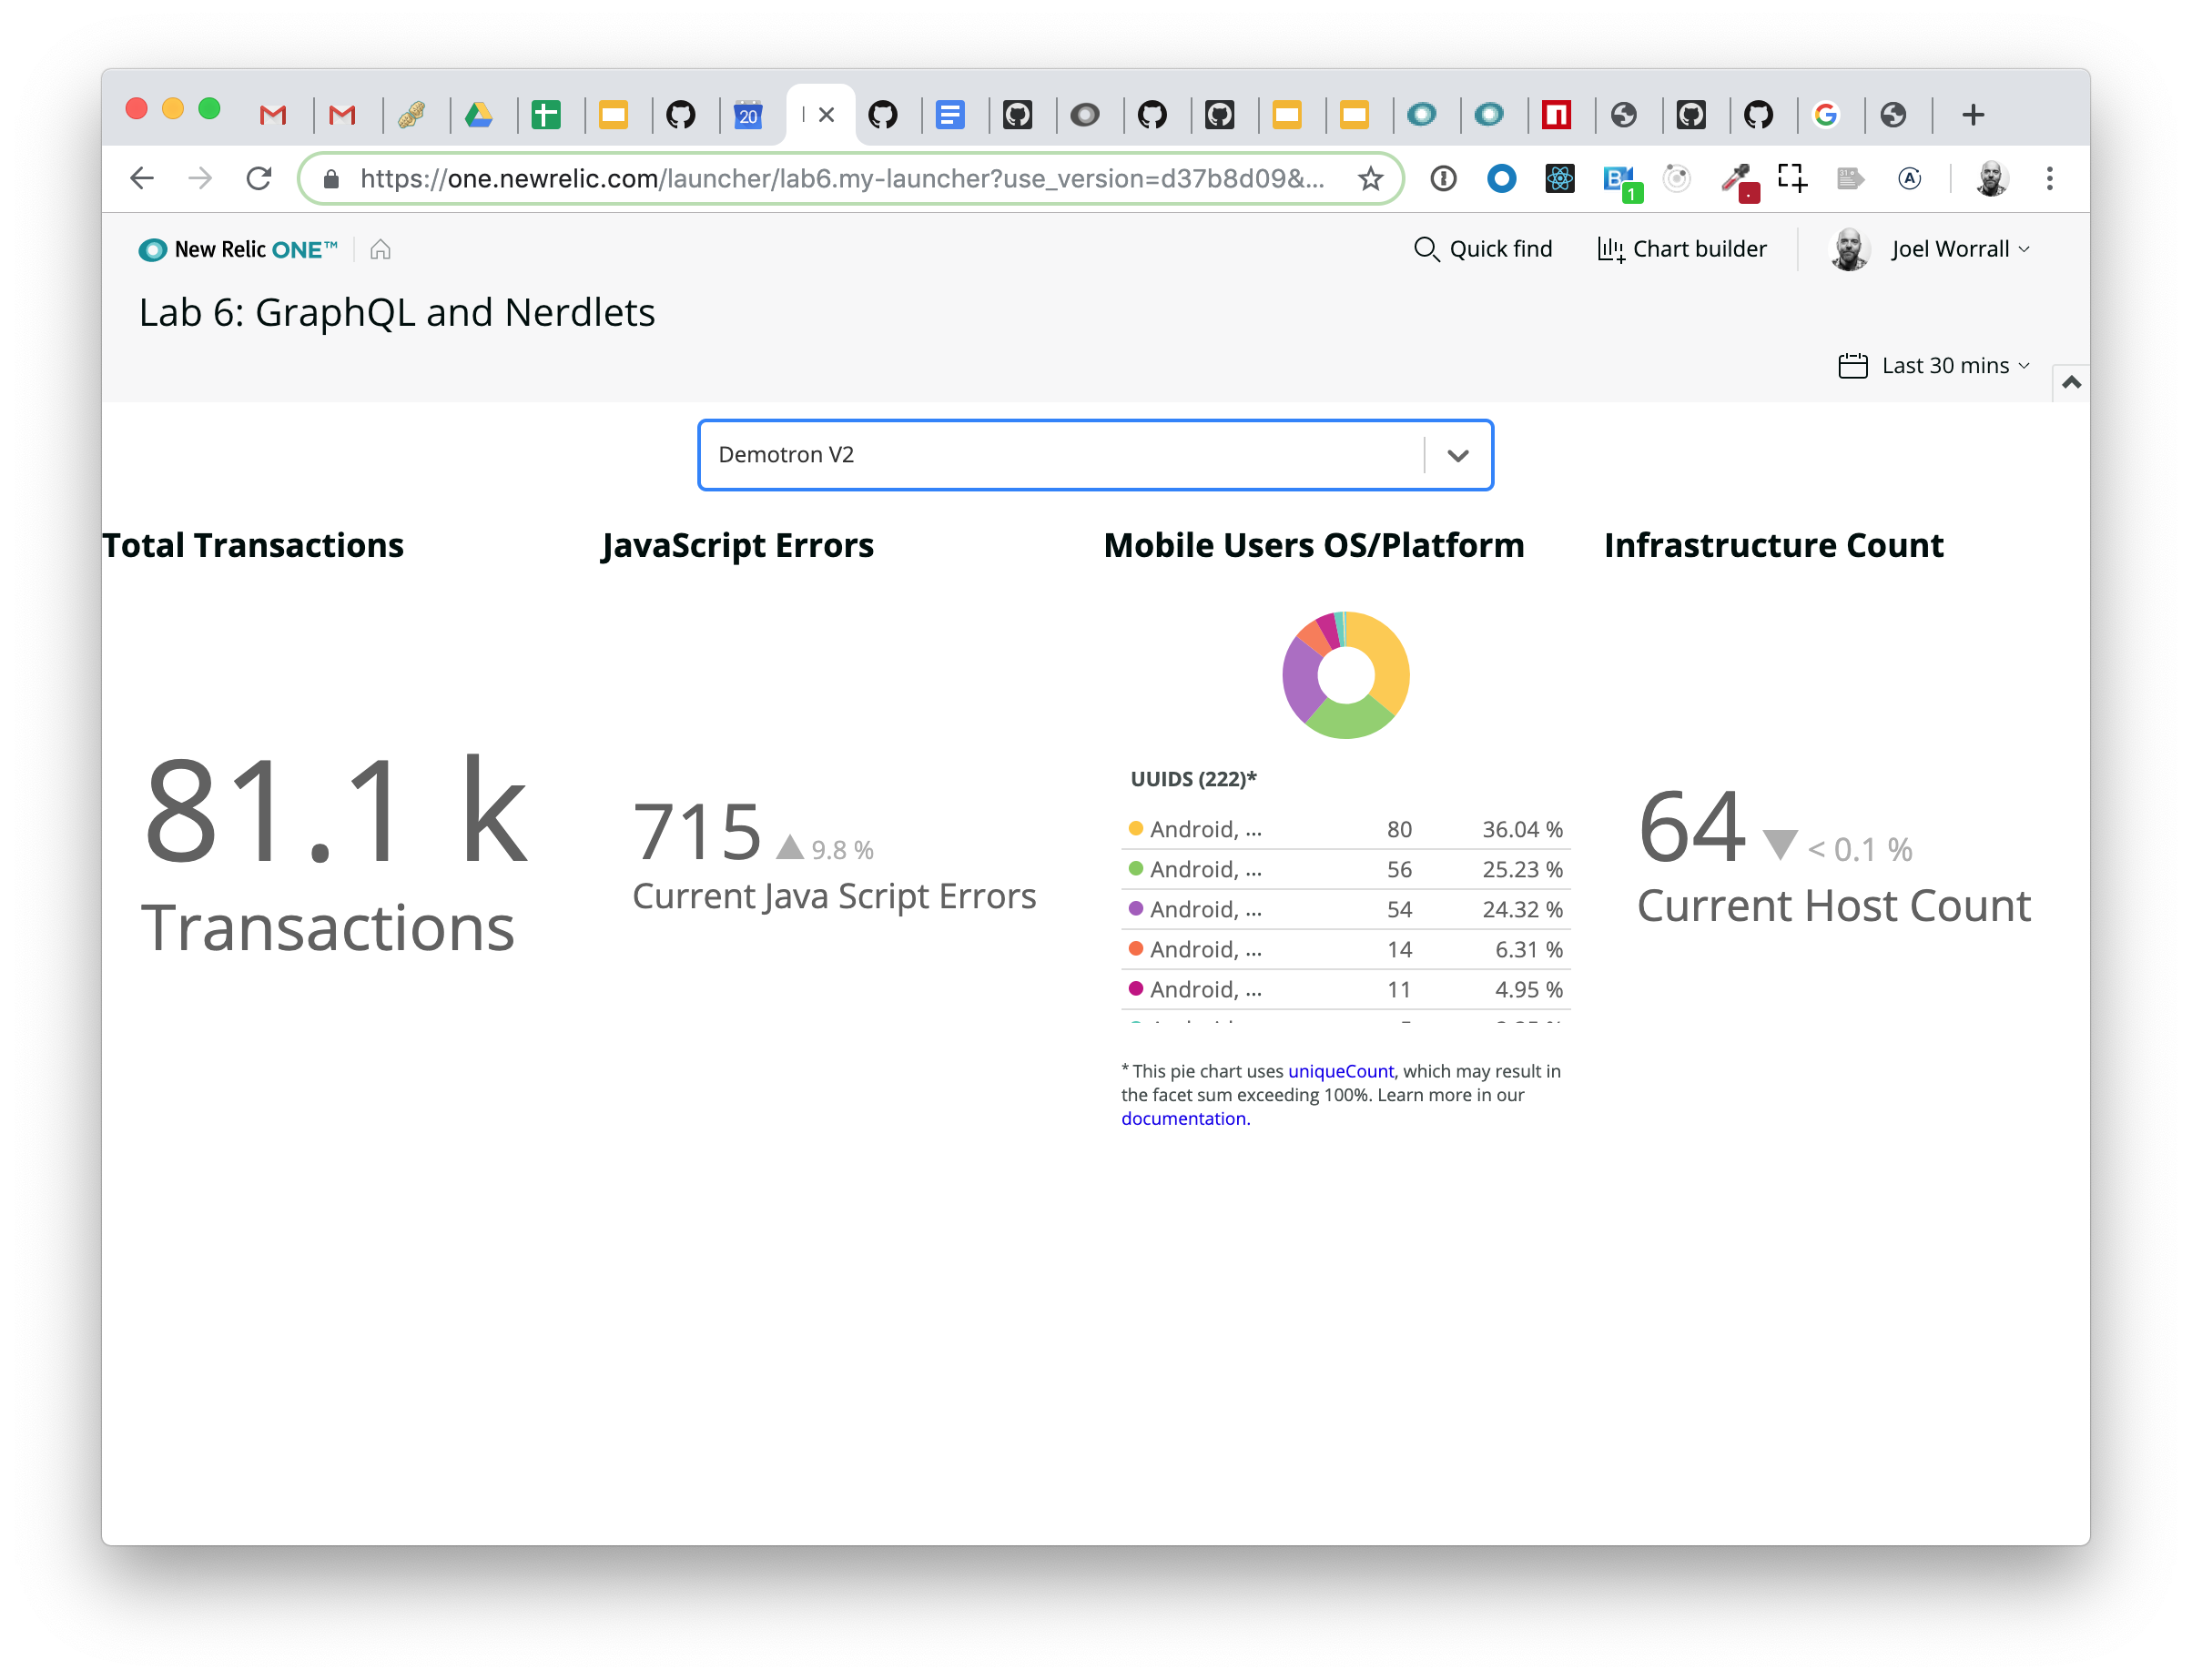 20
https://one.newrelic.com/launcher/lab6.my-launcher?use_version=d37b8d09&...
1
New Relic ONE™
Quick find
Chart builder
Joel Worrall
Lab 6: GraphQL and Nerdlets
Last 30 mins
Demotron V2
Total Transactions
JavaScript Errors
Mobile Users OS/Platform
Infrastructure Count
81.1 k
Transactions
715
9.8 %
Current Java Script Errors
UUIDS (222)*
Android, ... 80 36.04 %
Android, ... 56 25.23 %
Android, ... 54 24.32 %
Android, ... 14 6.31 %
Android, ... 11 4.95 %
* This pie chart uses uniqueCount, which may result in
the facet sum exceeding 100%. Learn more in our
documentation.
64
< 0.1 %
Current Host Count